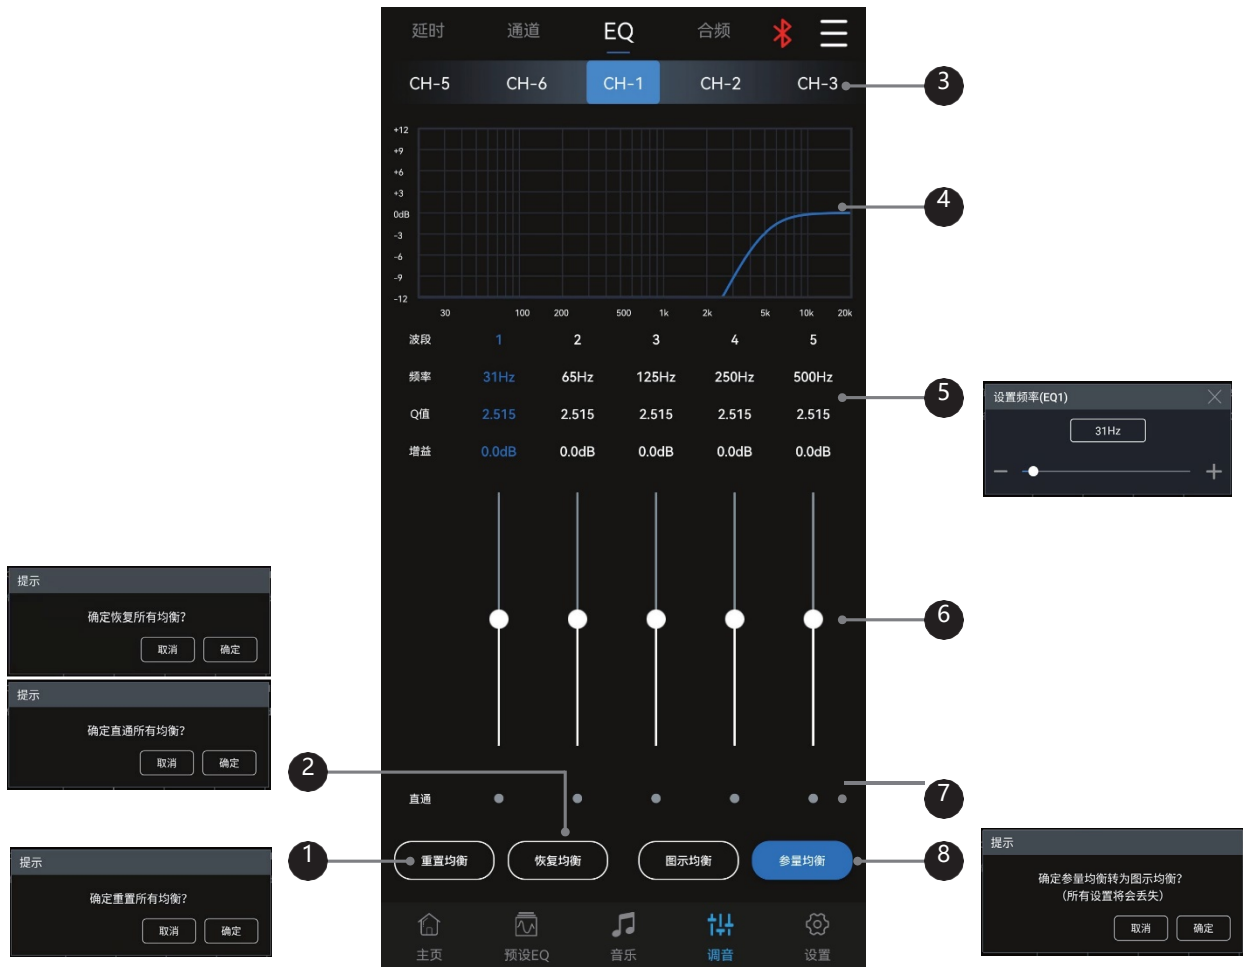 延时 通道 EQ 合频
CH-5 CH-6 CH-1 CH-2 CH-3
3
+12
+9
+6
+3
0dB
-3
-6
-9
-12
4
30 100 200 500 1k 2k 5k 10k 20k
波段 1 2 3 4 5
频率 31Hz 65Hz 125Hz 250Hz 500Hz
Q值 2.515 2.515 2.515 2.515 2.515
增益 0.0dB 0.0dB 0.0dB 0.0dB 0.0dB
5
设置频率(EQ1)
31Hz
6
提示
确定恢复所有均衡?
取消 确定
提示
确定直通所有均衡?
取消 确定
2
直通
7
1
重置均衡 恢复均衡 图示均衡 参量均衡
8
提示
确定重置所有均衡?
取消 确定
提示
确定参量均衡转为图示均衡?
(所有设置将会丢失)
取消 确定
主页 预设EQ 音乐 调音 设置